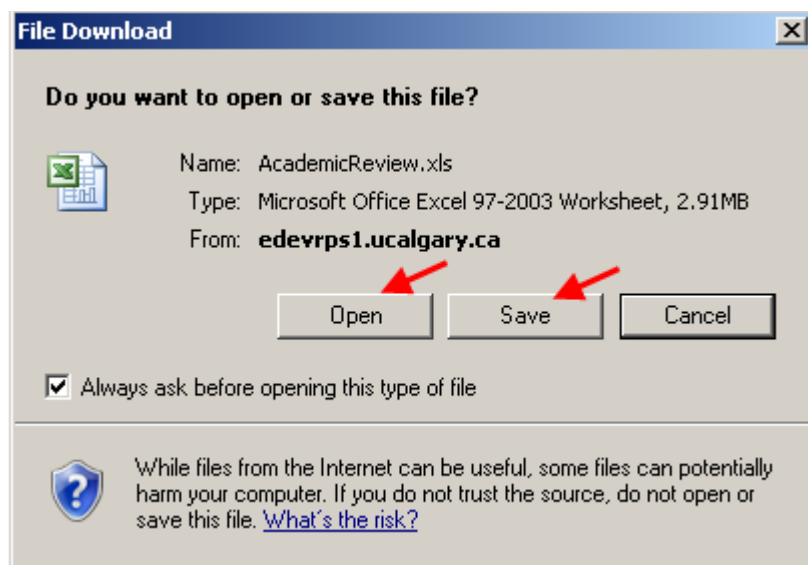 File Download
Do you want to open or save this file?
Name: AcademicReview.xls
Type: Microsoft Office Excel 97-2003 Worksheet, 2.91MB
From: edevrps1.ucalgary.ca
Open Save Cancel
Always ask before opening this type of file
While files from the Internet can be useful, some files can potentially
harm your computer. If you do not trust the source, do not open or
save this file. What's the risk?